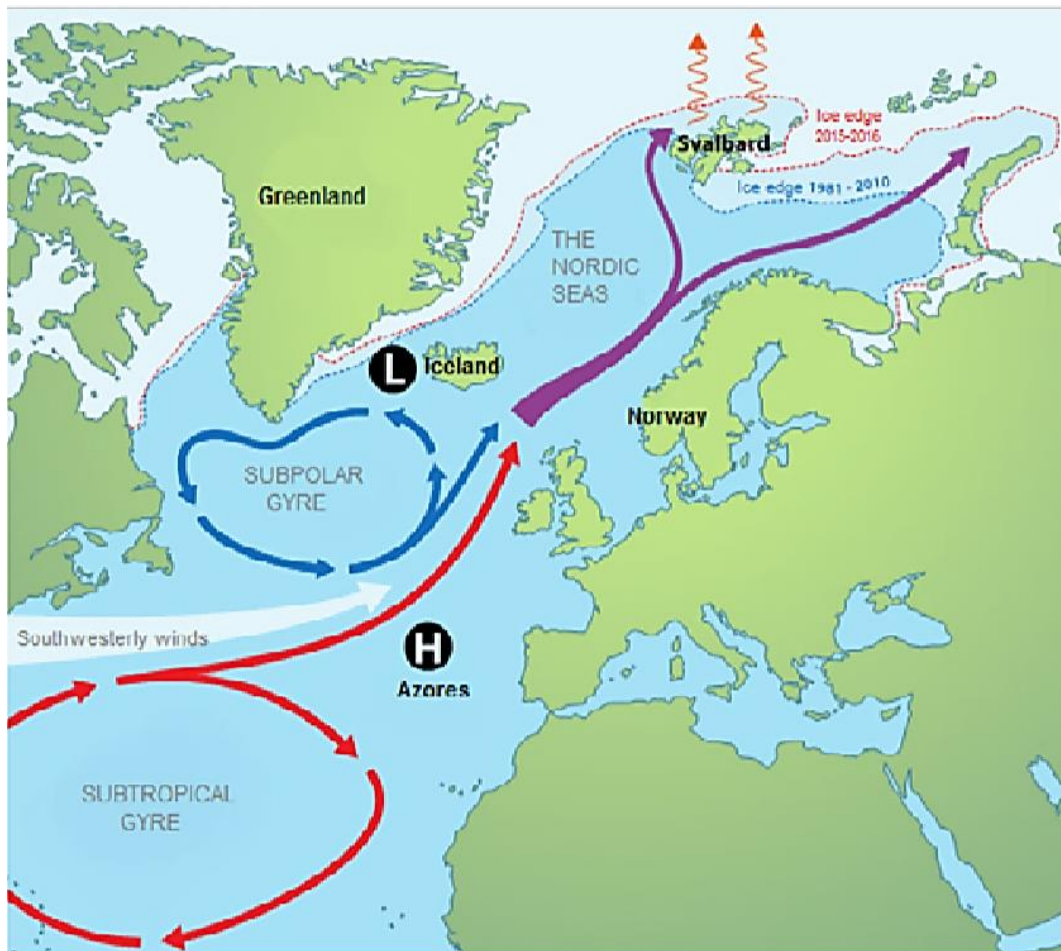 Ice edge
2015-2016
Svalbard
Ice edge 1981 - 2010
Greenland
THE
NORDIC
SEAS
L
Iceland
Norway
SUBPOLAR
GYRE
Southwesterly winds
H
Azores
SUBTROPICAL
GYRE